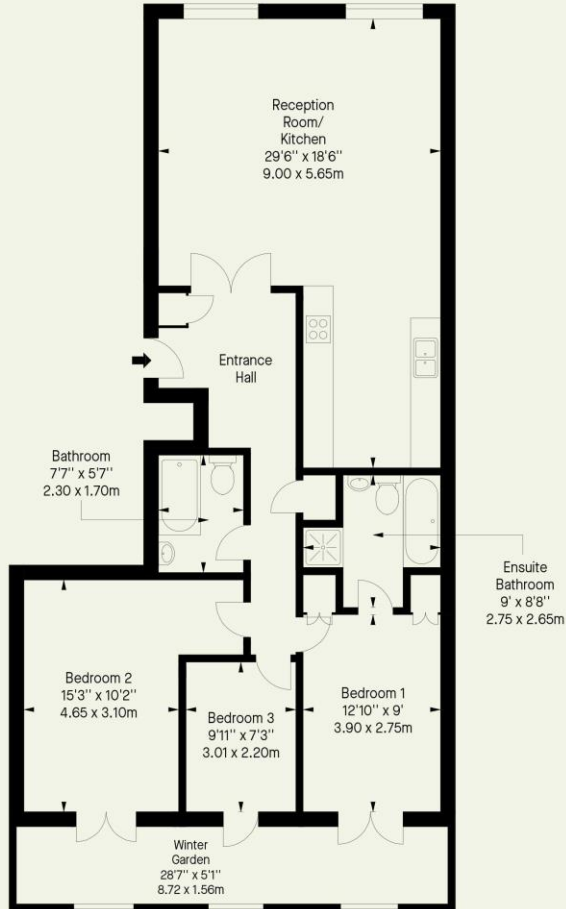 Reception
Room/
Kitchen
29'6'' x 18'6''
9.00 x 5.65m
Entrance
Hall
Bathroom
7'7'' x 5'7''
2.30 x 1.70m
Ensuite
Bathroom
9' x 8'8''
2.75 x 2.65m
Bedroom 2
15'3'' x 10'2''
4.65 x 3.10m
Bedroom 3
9'11'' x 7'3''
3.01 x 2.20m
Bedroom 1
12'10'' x 9'
3.90 x 2.75m
Winter
Garden
28'7'' x 5'1''
8.72 x 1.56m